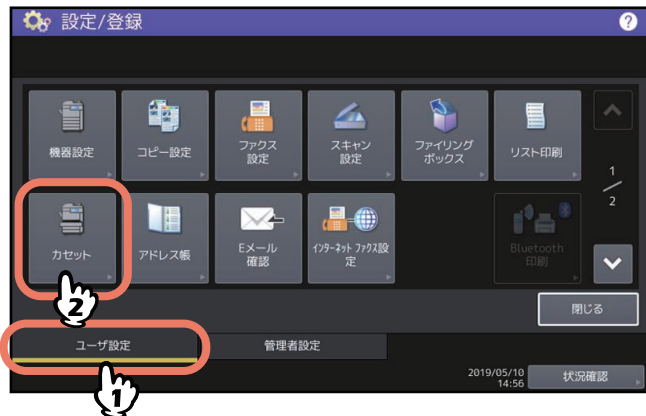 設定/登録
?
機器設定
コピー設定
ファクス
設定
スキャン
設定
ファイリング
ボックス
リスト印刷
1
2
カセット
アドレス帳
Eメール
確認
インターネット ファクス設
定
Bluetooth
印刷
2
閉じる
ユーザ設定
管理者設定
1
2019/05/10
14:56
状況確認